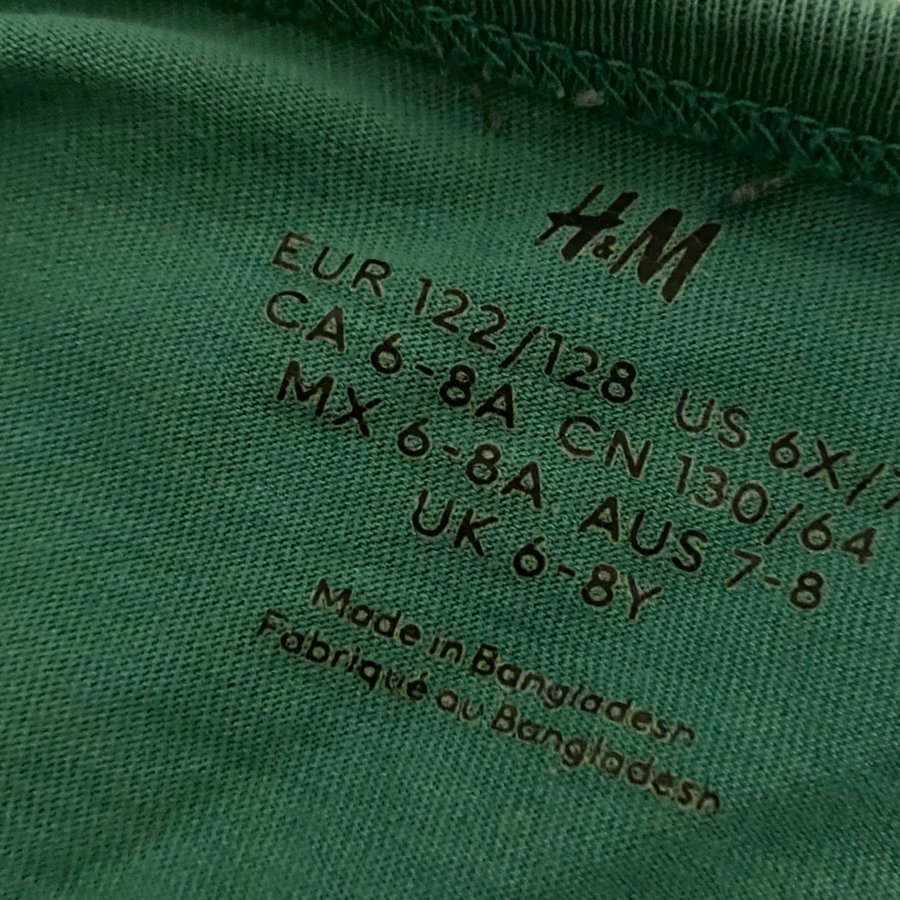 H&M
EUR 122/128 US 6X/7
CA 6-8A CN 130/64
MX 6-8A AUS 7-8
UK 6-8Y
Made in Bangladesh
Fabriqué au Bangladesh